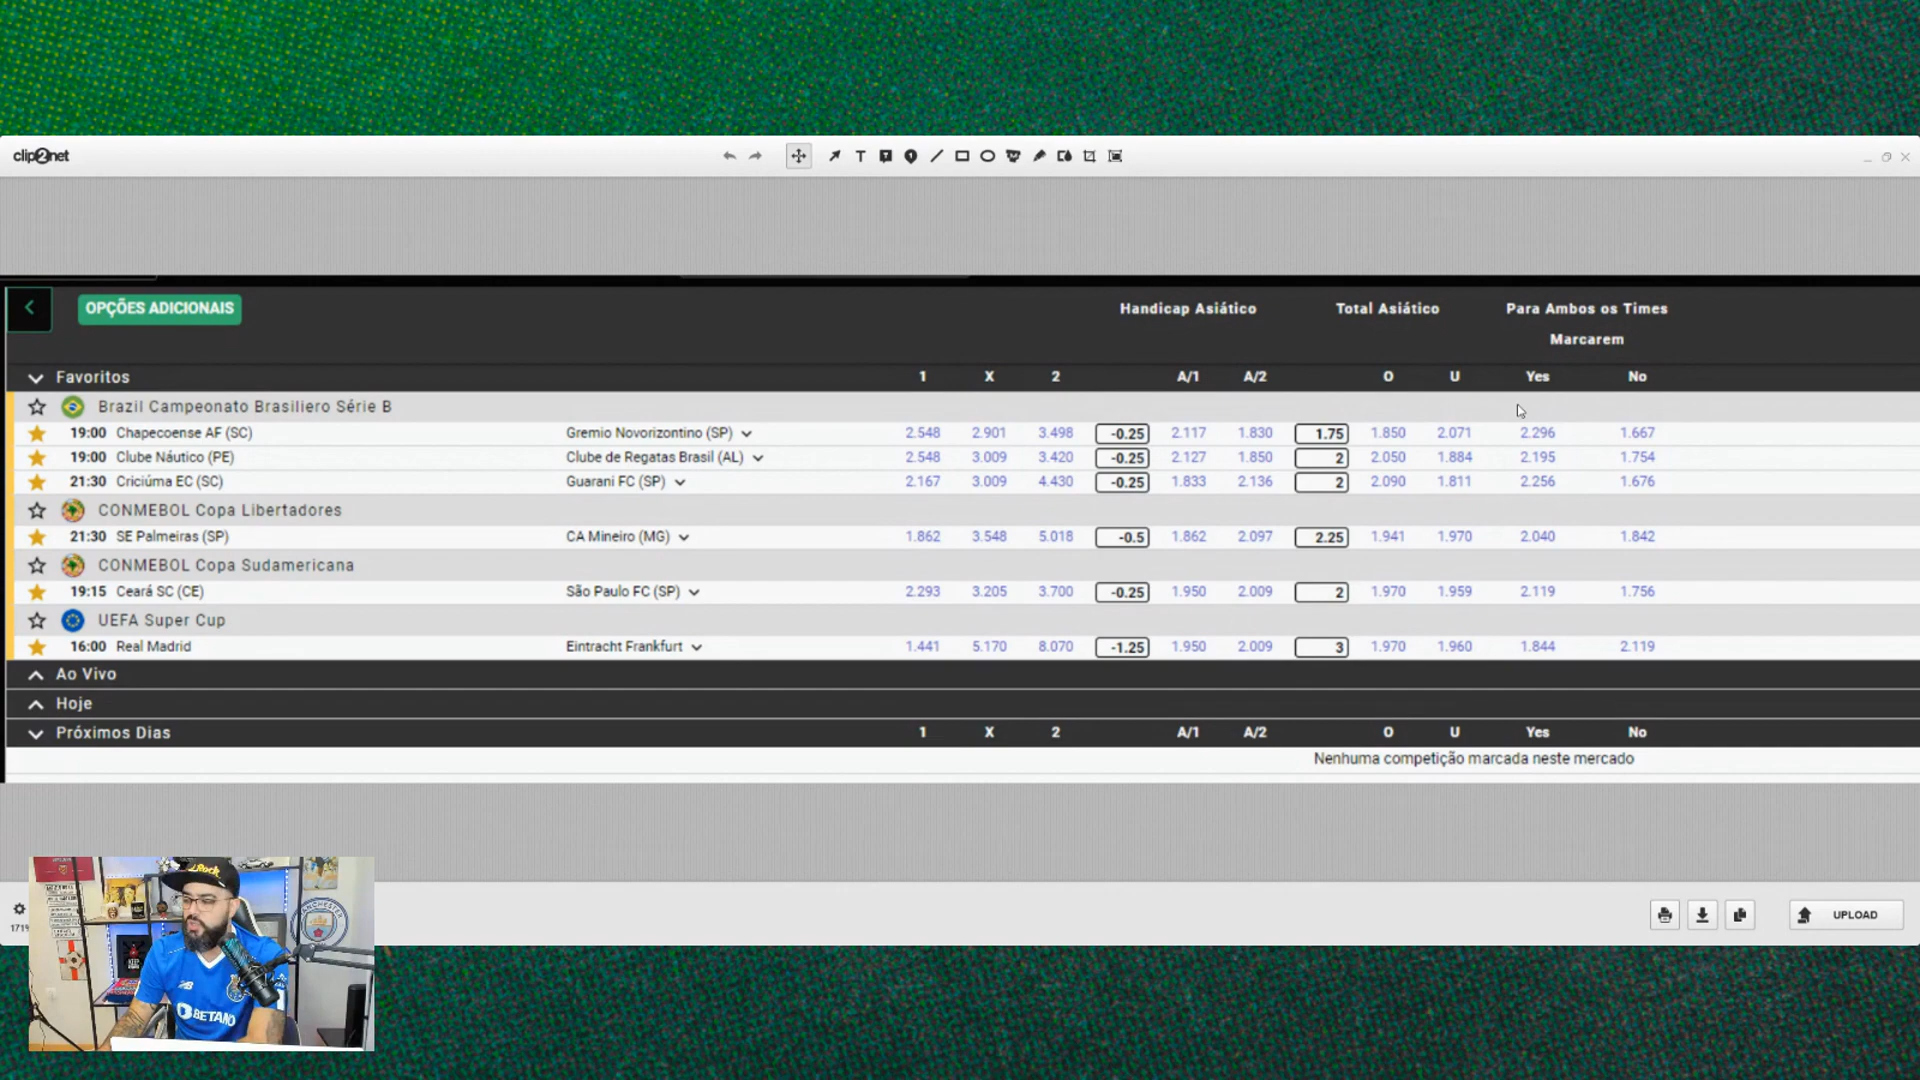 clip2net
OPÇÕES ADICIONAIS
Handicap Asiático Total Asiático Para Ambos os Times
Marcarem
Favoritos 1 X 2 A/1 A/2 O U Yes No
Brazil Campeonato Brasiliero Série B
19:00 Chapecoense AF (SC) Gremio Novorizontino (SP) 2.548 2.901 3.498 -0.25 2.117 1.830 1.75 1.850 2.071 2.296 1.667
19:00 Clube Náutico (PE) Clube de Regatas Brasil (AL) 2.548 3.009 3.420 -0.25 2.127 1.850 2 2.050 1.884 2.195 1.754
21:30 Criciúma EC (SC) Guarani FC (SP) 2.167 3.009 4.430 -0.25 1.833 2.136 2 2.090 1.811 2.256 1.676
CONMEBOL Copa Libertadores
21:30 SE Palmeiras (SP) CA Mineiro (MG) 1.862 3.548 5.018 -0.5 1.862 2.097 2.25 1.941 1.970 2.040 1.842
CONMEBOL Copa Sudamericana
19:15 Ceará SC (CE) São Paulo FC (SP) 2.293 3.205 3.700 -0.25 1.950 2.009 2 1.970 1.959 2.119 1.756
UEFA Super Cup
16:00 Real Madrid Eintracht Frankfurt 1.441 5.170 8.070 -1.25 1.950 2.009 3 1.970 1.960 1.844 2.119
Ao Vivo
Hoje
Próximos Dias 1 X 2 A/1 A/2 O U Yes No
Nenhuma competição marcada neste mercado
UPLOAD
MANCHESTER
BETANO